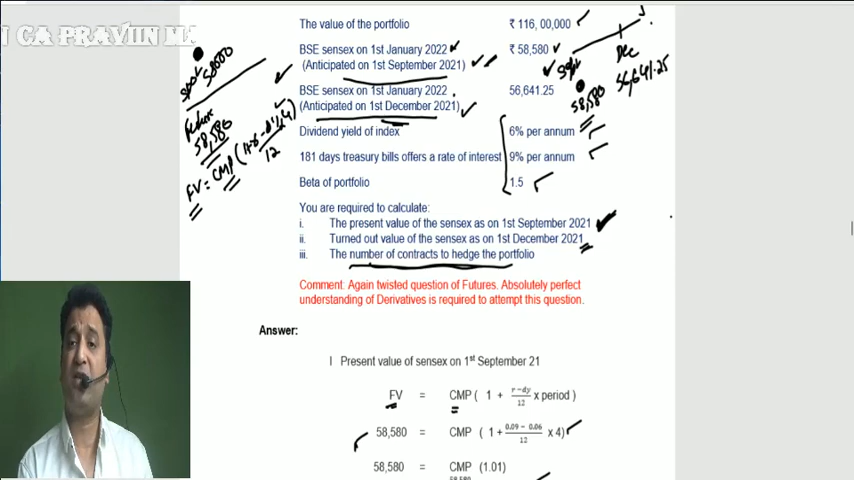 N CA PRAVIIN MA
The value of the portfolio ₹ 116, 00,000
BSE sensex on 1st January 2022 ₹ 58,580
(Anticipated on 1st September 2021)
BSE sensex on 1st January 2022 56,641.25
(Anticipated on 1st December 2021)
Dividend yield of index 6% per annum
181 days treasury bills offers a rate of interest 9% per annum
Beta of portfolio 1.5
spot 58000
Future
58,580
FV = CMP
12
Sept
58,580
Dec
56,641.25
You are required to calculate:
i. The present value of the sensex as on 1st September 2021
ii. Turned out value of the sensex as on 1st December 2021
iii. The number of contracts to hedge the portfolio
Comment: Again twisted question of Futures. Absolutely perfect
understanding of Derivatives is required to attempt this question.
Answer:
I Present value of sensex on 1st September 21
FV = CMP ( 1 + r−dy/12 x period )
58,580 = CMP ( 1 + 0.09 − 0.06/12 x 4)
58,580 = CMP (1.01)